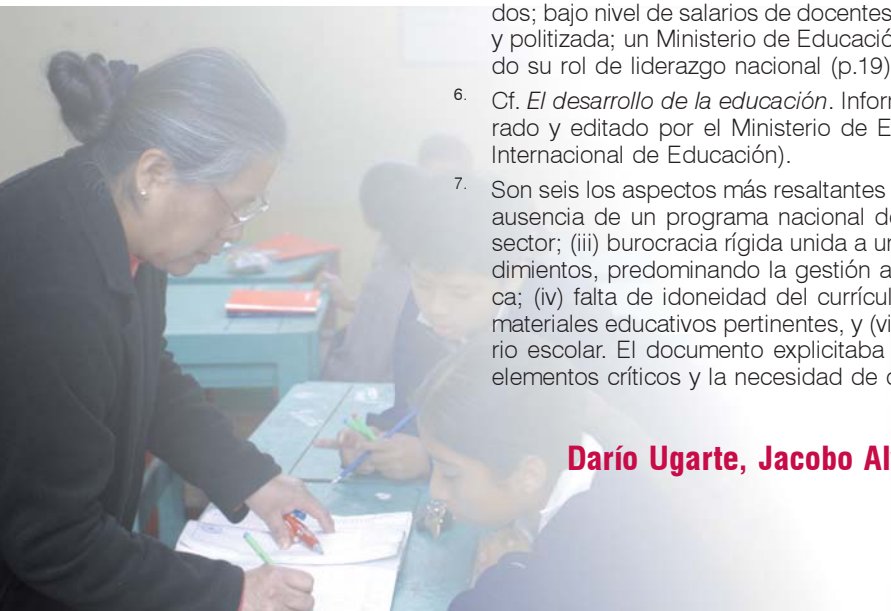 dos; bajo nivel de salarios de docentes
y politizada; un Ministerio de Educació
do su rol de liderazgo nacional (p.19)
6. Cf. El desarrollo de la educación. Infor
rado y editado por el Ministerio de E
Internacional de Educación).
7. Son seis los aspectos más resaltantes
ausencia de un programa nacional d
sector; (iii) burocracia rígida unida a un
dimientos, predominando la gestión a
ca; (iv) falta de idoneidad del currícul
materiales educativos pertinentes, y (vi
rio escolar. El documento explicitaba
elementos críticos y la necesidad de
Darío Ugarte, Jacobo Al